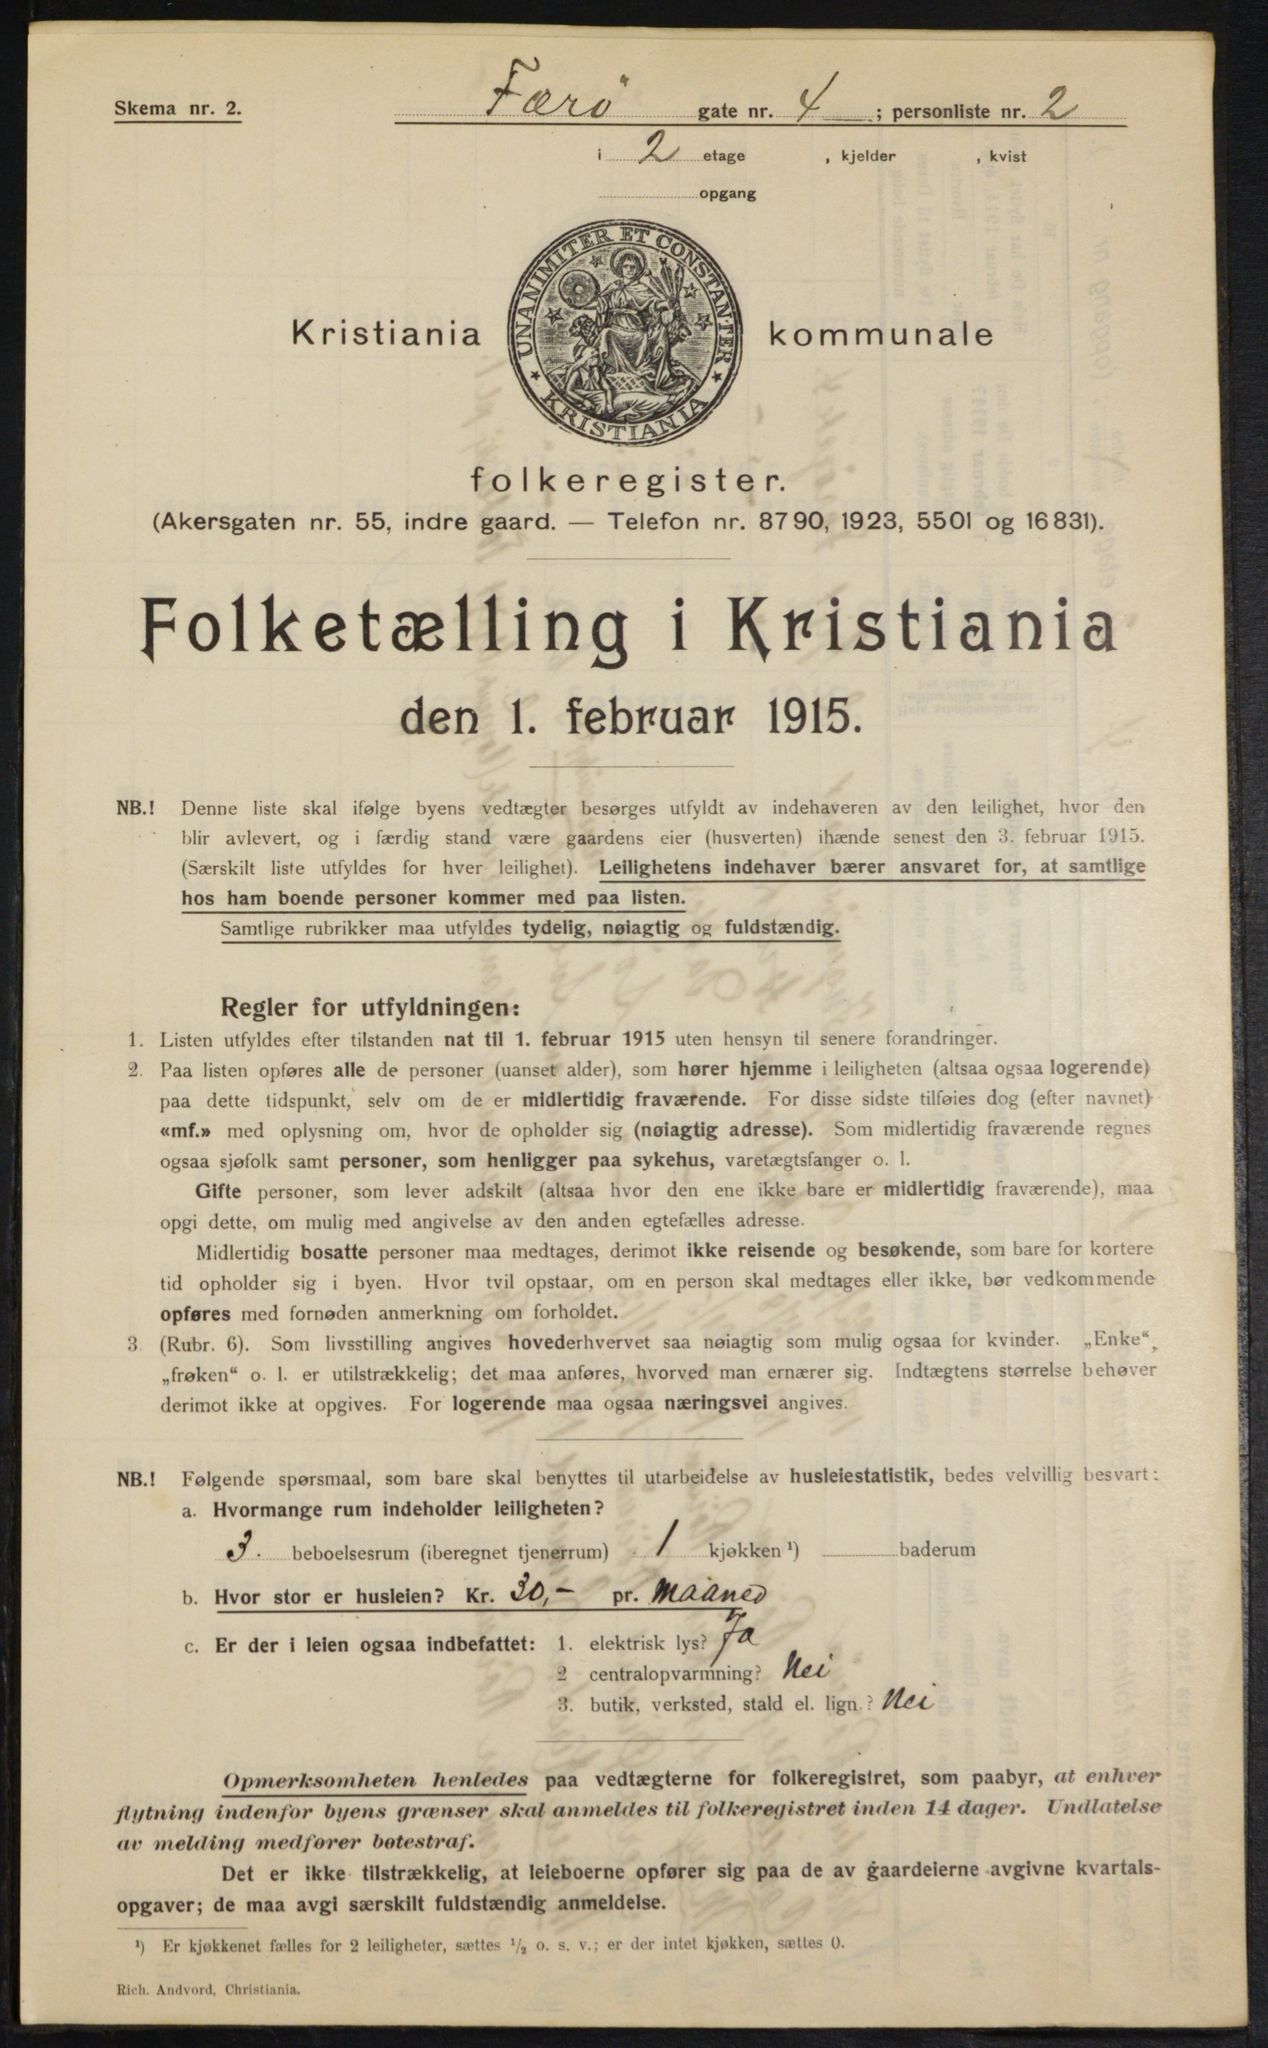 Skema nr. 2.
Færø gate nr. 4 ; personliste nr. 2
i 2 etage , kjelder , kvist
opgang
UNANIMITER ET CONSTANTER
KRISTIANIA
Kristiania kommunale
folkeregister.
(Akersgaten nr. 55, indre gaard. — Telefon nr. 8790, 1923, 5501 og 16831).
Folketælling i Kristiania
den 1. februar 1915.
NB.! Denne liste skal ifølge byens vedtægter besørges utfyldt av indehaveren av den leilighet, hvor den
blir avlevert, og i færdig stand være gaardens eier (husverten) ihænde senest den 3. februar 1915.
(Særskilt liste utfyldes for hver leilighet). Leilighetens indehaver bærer ansvaret for, at samtlige
hos ham boende personer kommer med paa listen.
Samtlige rubrikker maa utfyldes tydelig, nøiagtig og fuldstændig.
Regler for utfyldningen:
1. Listen utfyldes efter tilstanden nat til 1. februar 1915 uten hensyn til senere forandringer.
2. Paa listen opføres alle de personer (uanset alder), som hører hjemme i leiligheten (altsaa ogsaa logerende)
paa dette tidspunkt, selv om de er midlertidig fraværende. For disse sidste tilføies dog (efter navnet)
«mf.» med oplysning om, hvor de opholder sig (nøiagtig adresse). Som midlertidig fraværende regnes
ogsaa sjøfolk samt personer, som henligger paa sykehus, varetægtsfanger o. l.
Gifte personer, som lever adskilt (altsaa hvor den ene ikke bare er midlertidig fraværende), maa
opgi dette, om mulig med angivelse av den anden egtefælles adresse.
Midlertidig bosatte personer maa medtages, derimot ikke reisende og besøkende, som bare for kortere
tid opholder sig i byen. Hvor tvil opstaar, om en person skal medtages eller ikke, bør vedkommende
opføres med fornøden anmerkning om forholdet.
3 (Rubr. 6). Som livsstilling angives hovederhvervet saa nøiagtig som mulig ogsaa for kvinder. „Enke“,
„frøken“ o. l. er utilstrækkelig; det maa anføres, hvorved man ernærer sig. Indtægtens størrelse behøver
derimot ikke at opgives. For logerende maa ogsaa næringsvei angives.
NB.! Følgende spørsmaal, som bare skal benyttes til utarbeidelse av husleiestatistik, bedes velvillig besvart:
a. Hvormange rum indeholder leiligheten?
3. beboelsesrum (iberegnet tjenerrum) 1 kjøkken ¹) baderum
b. Hvor stor er husleien? Kr. 30,- pr. Maaned
c. Er der i leien ogsaa indbefattet: 1. elektrisk lys? Ja
2 centralopvarmning? Nei
3. butik, verksted, stald el. lign.? Nei
Opmerksomheten henledes paa vedtægterne for folkeregistret, som paabyr, at enhver
flytning indenfor byens grænser skal anmeldes til folkeregistret inden 14 dager. Undlatelse
av melding medfører bøtestraf.
Det er ikke tilstrækkelig, at leieboerne opfører sig paa de av gaardeierne avgivne kvartals-
opgaver; de maa avgi særskilt fuldstændig anmeldelse.
¹) Er kjøkkenet fælles for 2 leiligheter, sættes ½ o. s. v.; er der intet kjøkken, sættes 0.
Rich. Andvord, Christiania.